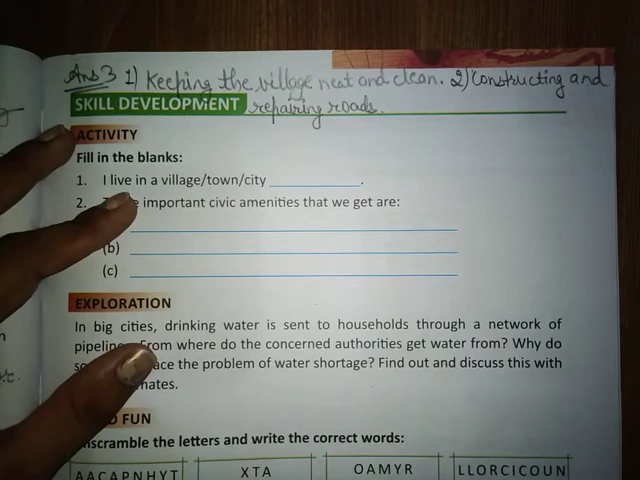 Ans 3 1) Keeping the village neat and clean. 2) Constructing and
SKILL DEVELOPMENT repairing roads.
ACTIVITY
Fill in the blanks:
1. I live in a village/town/city ____________.
2. important civic amenities that we get are:
(b)
(c)
EXPLORATION
In big cities, drinking water is sent to households through a network of
From where do the concerned authorities get water from? Why do
the problem of water shortage? Find out and discuss this with
FUN
the letters and write the correct words:
AACAPNHYT XTA OAMYR LLORCICOUN